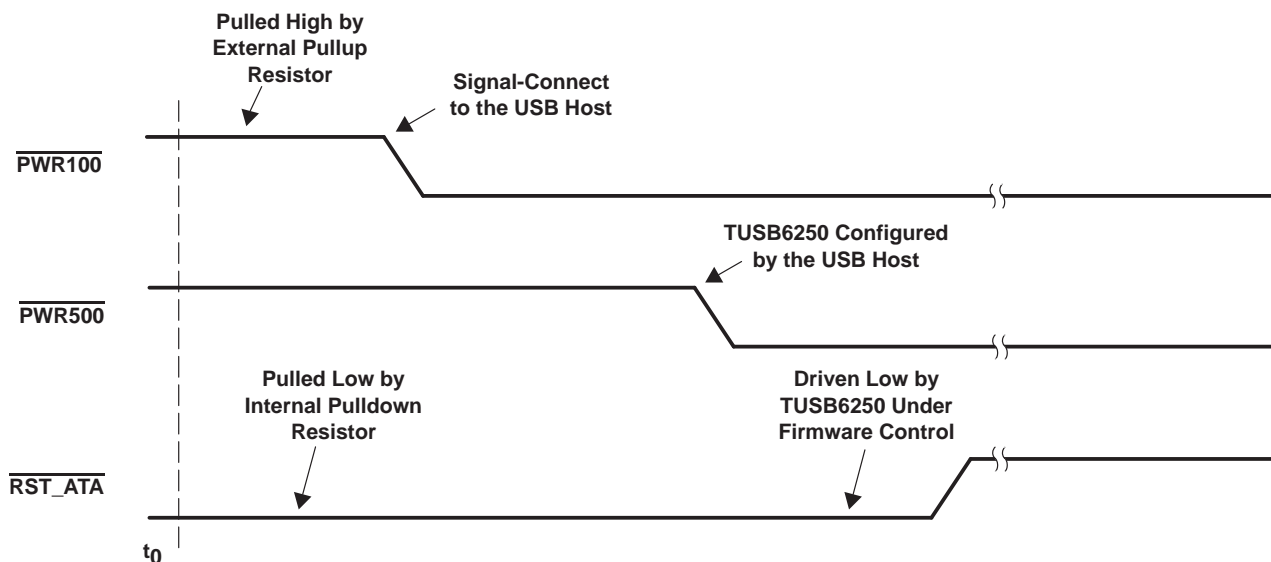 Pulled High by
External Pullup
Resistor
Signal-Connect
to the USB Host
PWR100
TUSB6250 Configured
by the USB Host
PWR500
Pulled Low by
Internal Pulldown
Resistor
Driven Low by
TUSB6250 Under
Firmware Control
RST_ATA
t0